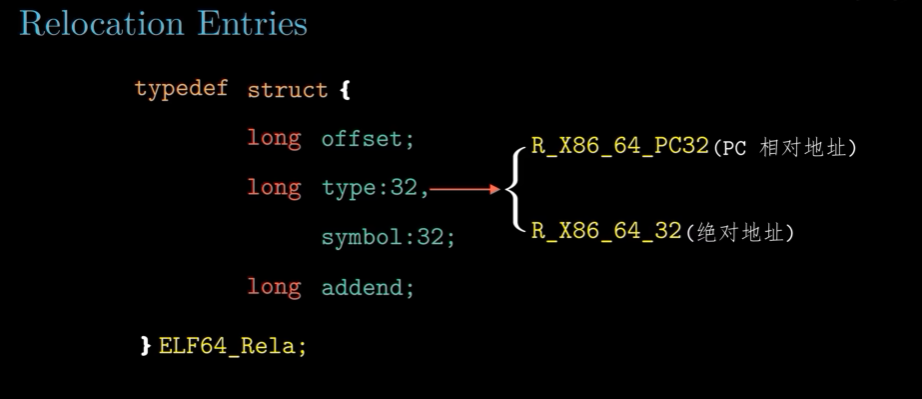 Relocation Entries
typedef struct {
long offset;
long type:32,
symbol:32;
long addend;
} ELF64_Rela;
R_X86_64_PC32(PC 相对地址)
R_X86_64_32(绝对地址)